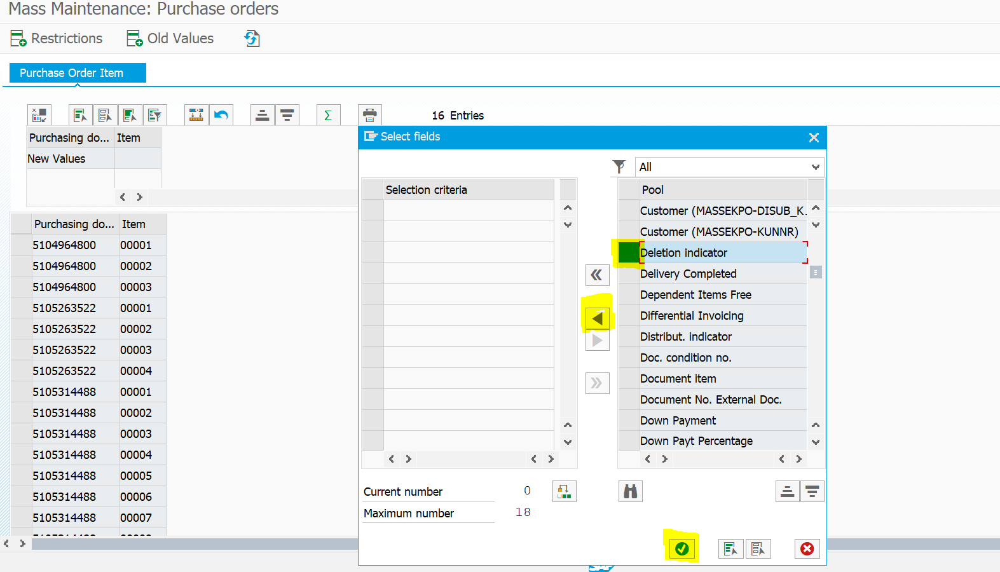 Mass Maintenance: Purchase orders
Restrictions Old Values
Purchase Order Item
Σ 16 Entries
Purchasing do... Item
New Values
Purchasing do... Item
5104964800 00001
5104964800 00002
5104964800 00003
5105263522 00001
5105263522 00002
5105263522 00003
5105263522 00004
5105314488 00001
5105314488 00002
5105314488 00003
5105314488 00004
5105314488 00005
5105314488 00006
5105314488 00007
Select fields
All
Selection criteria
Pool
Customer (MASSEKPO-DISUB_K..
Customer (MASSEKPO-KUNNR)
Deletion indicator
Delivery Completed
Dependent Items Free
Differential Invoicing
Distribut. indicator
Doc. condition no.
Document item
Document No. External Doc.
Down Payment
Down Payt Percentage
Current number 0
Maximum number 18
SAP